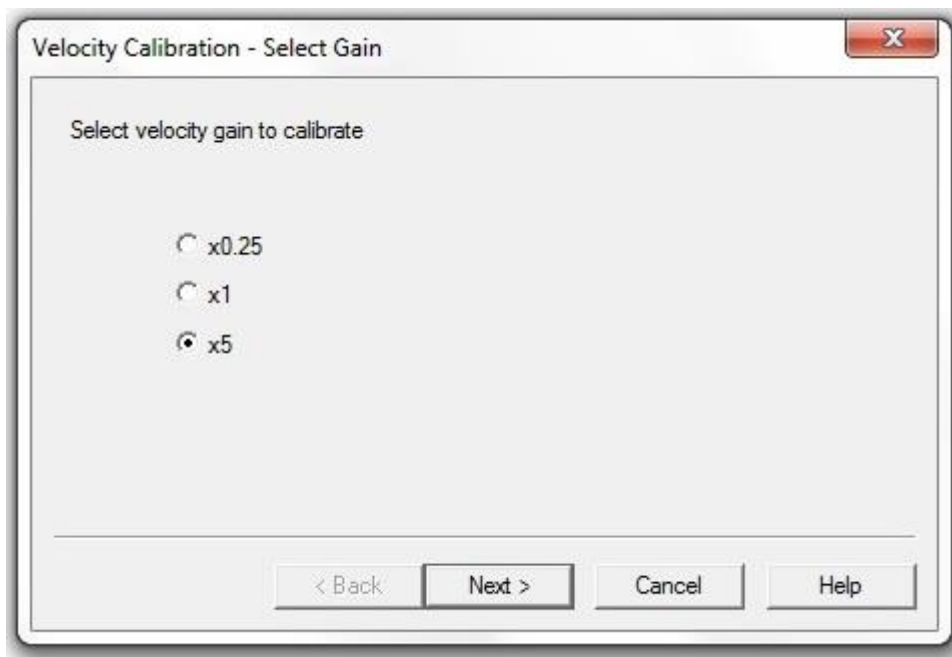 Velocity Calibration - Select Gain
Select velocity gain to calibrate
x0.25
x1
x5
< Back Next > Cancel Help